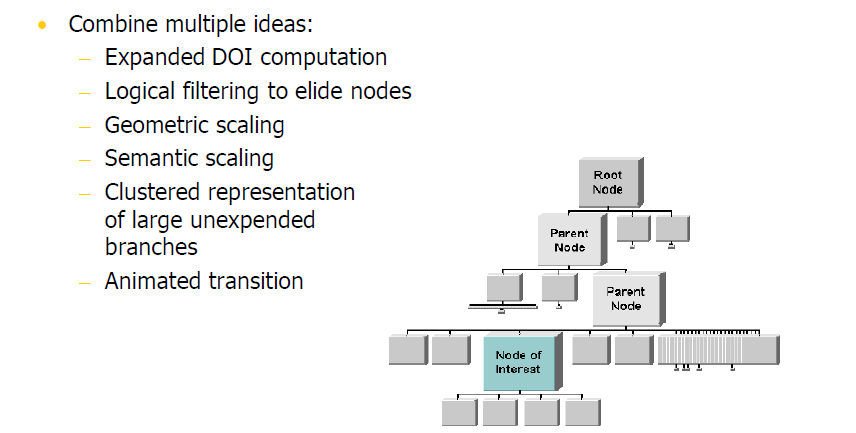 Combine multiple ideas:
Expanded DOI computation
Logical filtering to elide nodes
Geometric scaling
Semantic scaling
Clustered representation
of large unexpended
branches
Animated transition
Root
Node
Parent
Node
Parent
Node
Node of
Interest